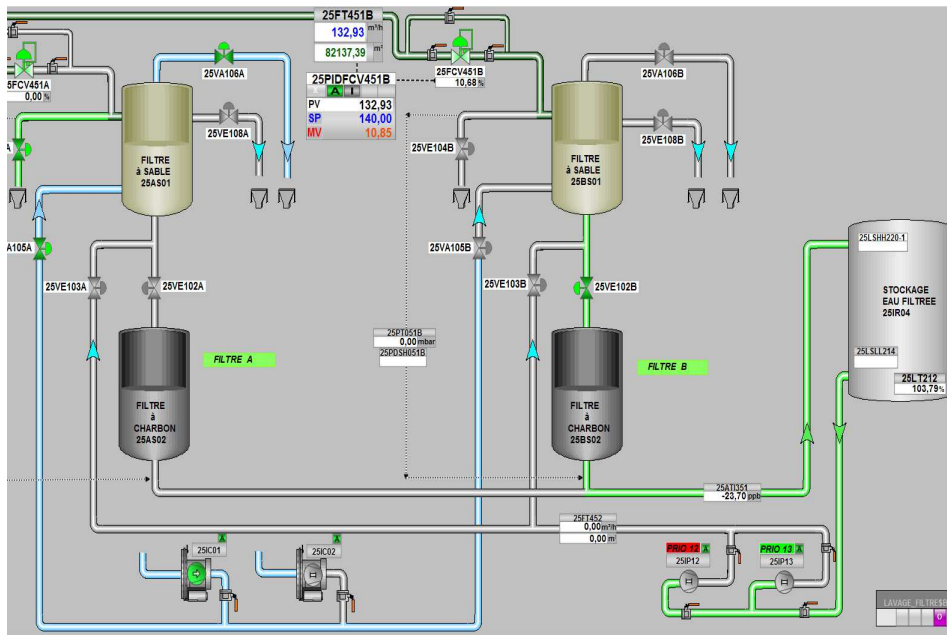 25FT451B
132,93 m³/h
82137,39 m³
25FCV451A
0,00 %
25VA106A
25PIDFCV451B
A I
PV 132,93
SP 140,00
MV 10,85
25FCV451B
10,68 %
25VA106B
25VE108A
25VE104B
25VE108B
FILTRE
à SABLE
25AS01
FILTRE
à SABLE
25BS01
A105A
25VA105B
25VE103A
25VE102A
25VE103B
25VE102B
25LSHH220-1
STOCKAGE
EAU FILTREE
25IR04
25LSLL214
25LT212
103,79%
25PT051B
0,00 mbar
25PDSH051B
FILTRE A
FILTRE B
FILTRE
à
CHARBON
25AS02
FILTRE
à
CHARBON
25BS02
25ATI351
-23,70 ppb
25FT452
0,00 m³/h
0,00 m³
A
25IC01
A
25IC02
PRIO 12 A
25IP12
PRIO 13 A
25IP13
LAVAGE_FILTRE$B
0